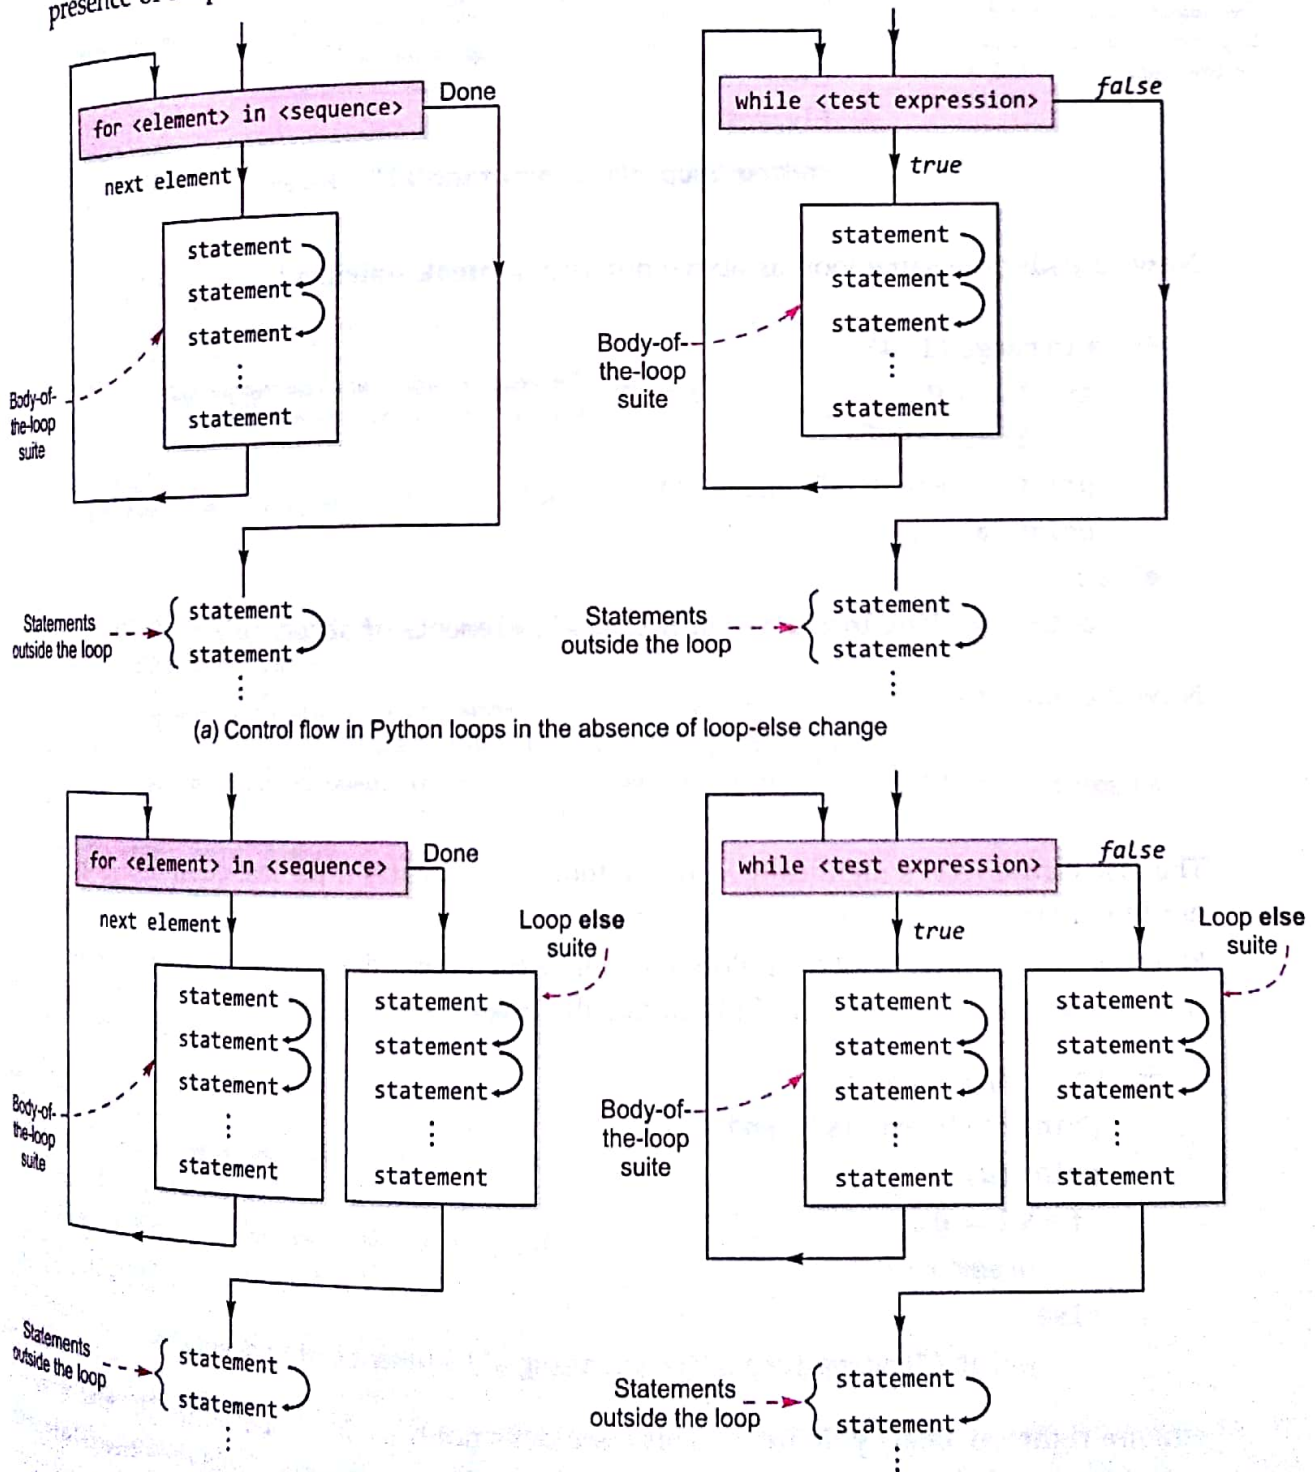 presence of
Done
for <element> in <sequence>
next element
statement
statement
statement
⋮
statement
Body-of-
the-loop
suite
Statements
outside the loop
statement
statement
⋮
false
while <test expression>
true
statement
statement
statement
⋮
statement
Body-of-
the-loop
suite
Statements
outside the loop
statement
statement
⋮
(a) Control flow in Python loops in the absence of loop-else change
Done
for <element> in <sequence>
next element
Loop else
suite
statement
statement
statement
⋮
statement
statement
statement
statement
⋮
statement
Body-of-
the-loop
suite
Statements
outside the loop
statement
statement
⋮
false
while <test expression>
true
Loop else
suite
statement
statement
statement
⋮
statement
statement
statement
statement
⋮
statement
Body-of-
the-loop
suite
Statements
outside the loop
statement
statement
⋮